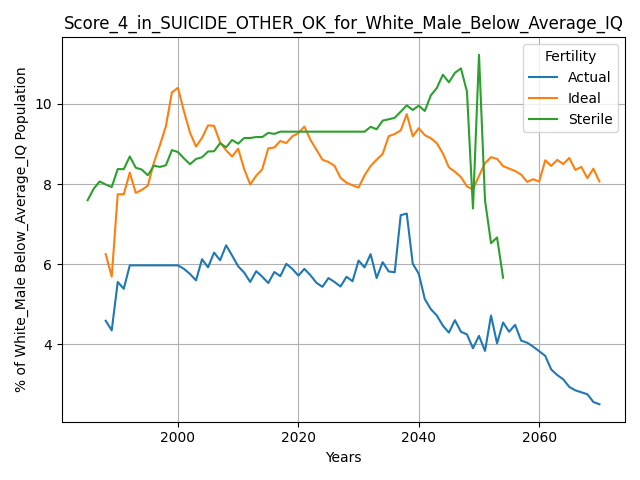 Score_4_in_SUICIDE_OTHER_OK_for_White_Male_Below_Average_IQ
% of White_Male Below_Average_IQ Population
10
8
6
4
Fertility
Actual
Ideal
Sterile
2000
2020
2040
2060
Years